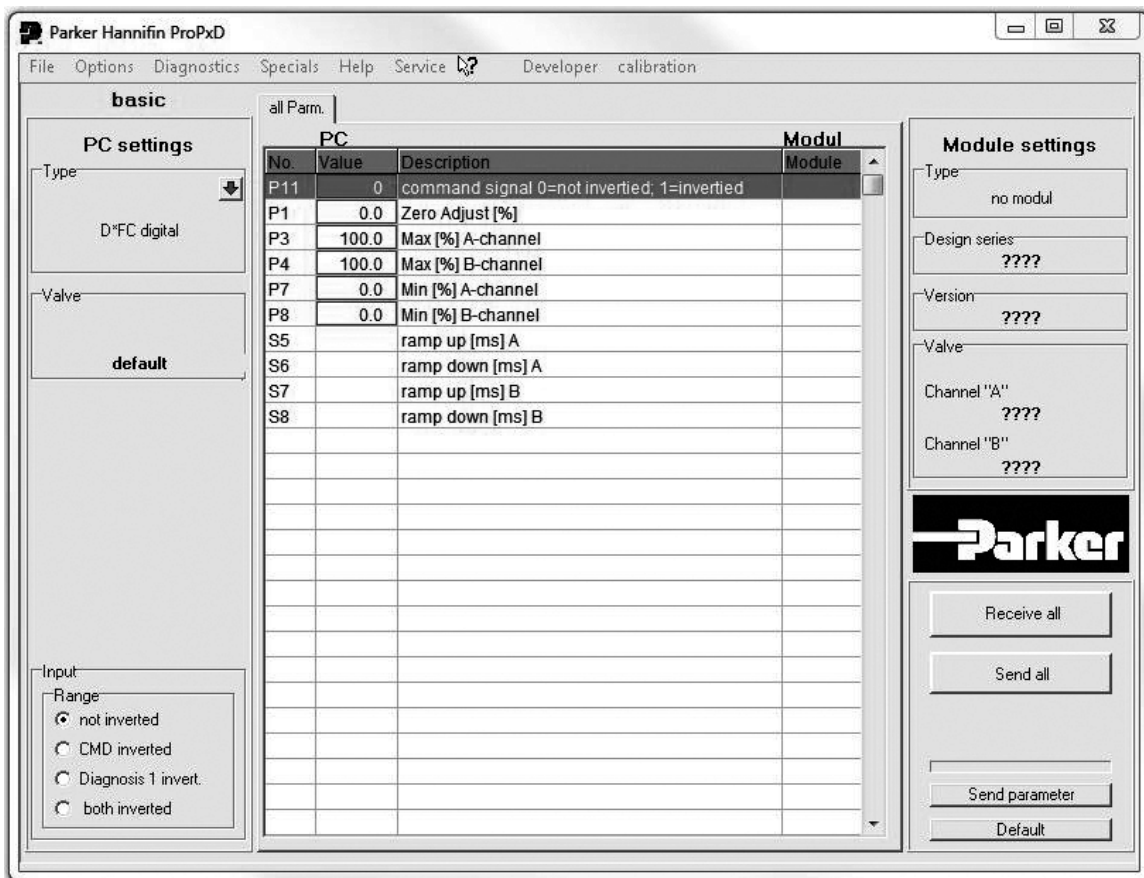 Parker Hannifin ProPxD
File Options Diagnostics Specials Help Service ? Developer calibration
basic
PC settings
Type
D*FC digital
Valve
default
Input
Range
not inverted
CMD inverted
Diagnosis 1 invert.
both inverted
all Parm.
PC Modul
No. Value Description Module
P11 0 command signal 0=not invertied; 1=invertied
P1 0.0 Zero Adjust [%]
P3 100.0 Max [%] A-channel
P4 100.0 Max [%] B-channel
P7 0.0 Min [%] A-channel
P8 0.0 Min [%] B-channel
S5 ramp up [ms] A
S6 ramp down [ms] A
S7 ramp up [ms] B
S8 ramp down [ms] B
Module settings
Type
no modul
Design series
????
Version
????
Valve
Channel "A"
????
Channel "B"
????
Parker
Receive all
Send all
Send parameter
Default